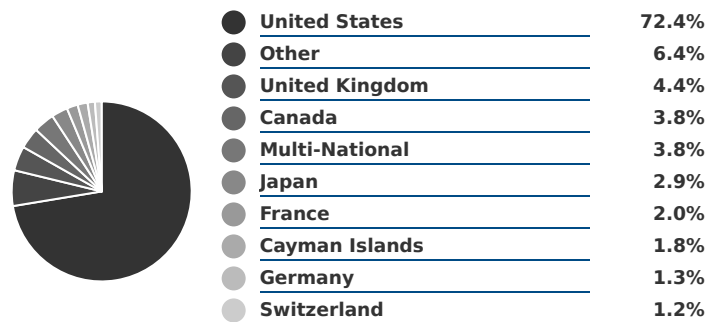 United States 72.4%
Other 6.4%
United Kingdom 4.4%
Canada 3.8%
Multi-National 3.8%
Japan 2.9%
France 2.0%
Cayman Islands 1.8%
Germany 1.3%
Switzerland 1.2%